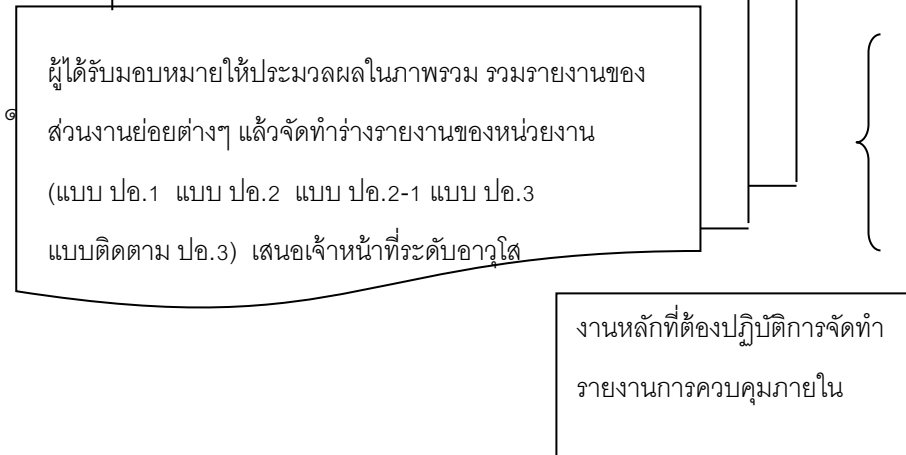 ผู้ได้รับมอบหมายให้ประมวลผลในภาพรวม รวมรายงานของ
ส่วนงานย่อยต่างๆ แล้วจัดทำร่างรายงานของหน่วยงาน
(แบบ ปอ.1 แบบ ปอ.2 แบบ ปอ.2-1 แบบ ปอ.3
แบบติดตาม ปอ.3) เสนอเจ้าหน้าที่ระดับอาวุโส
งานหลักที่ต้องปฏิบัติการจัดทำ
รายงานการควบคุมภายใน